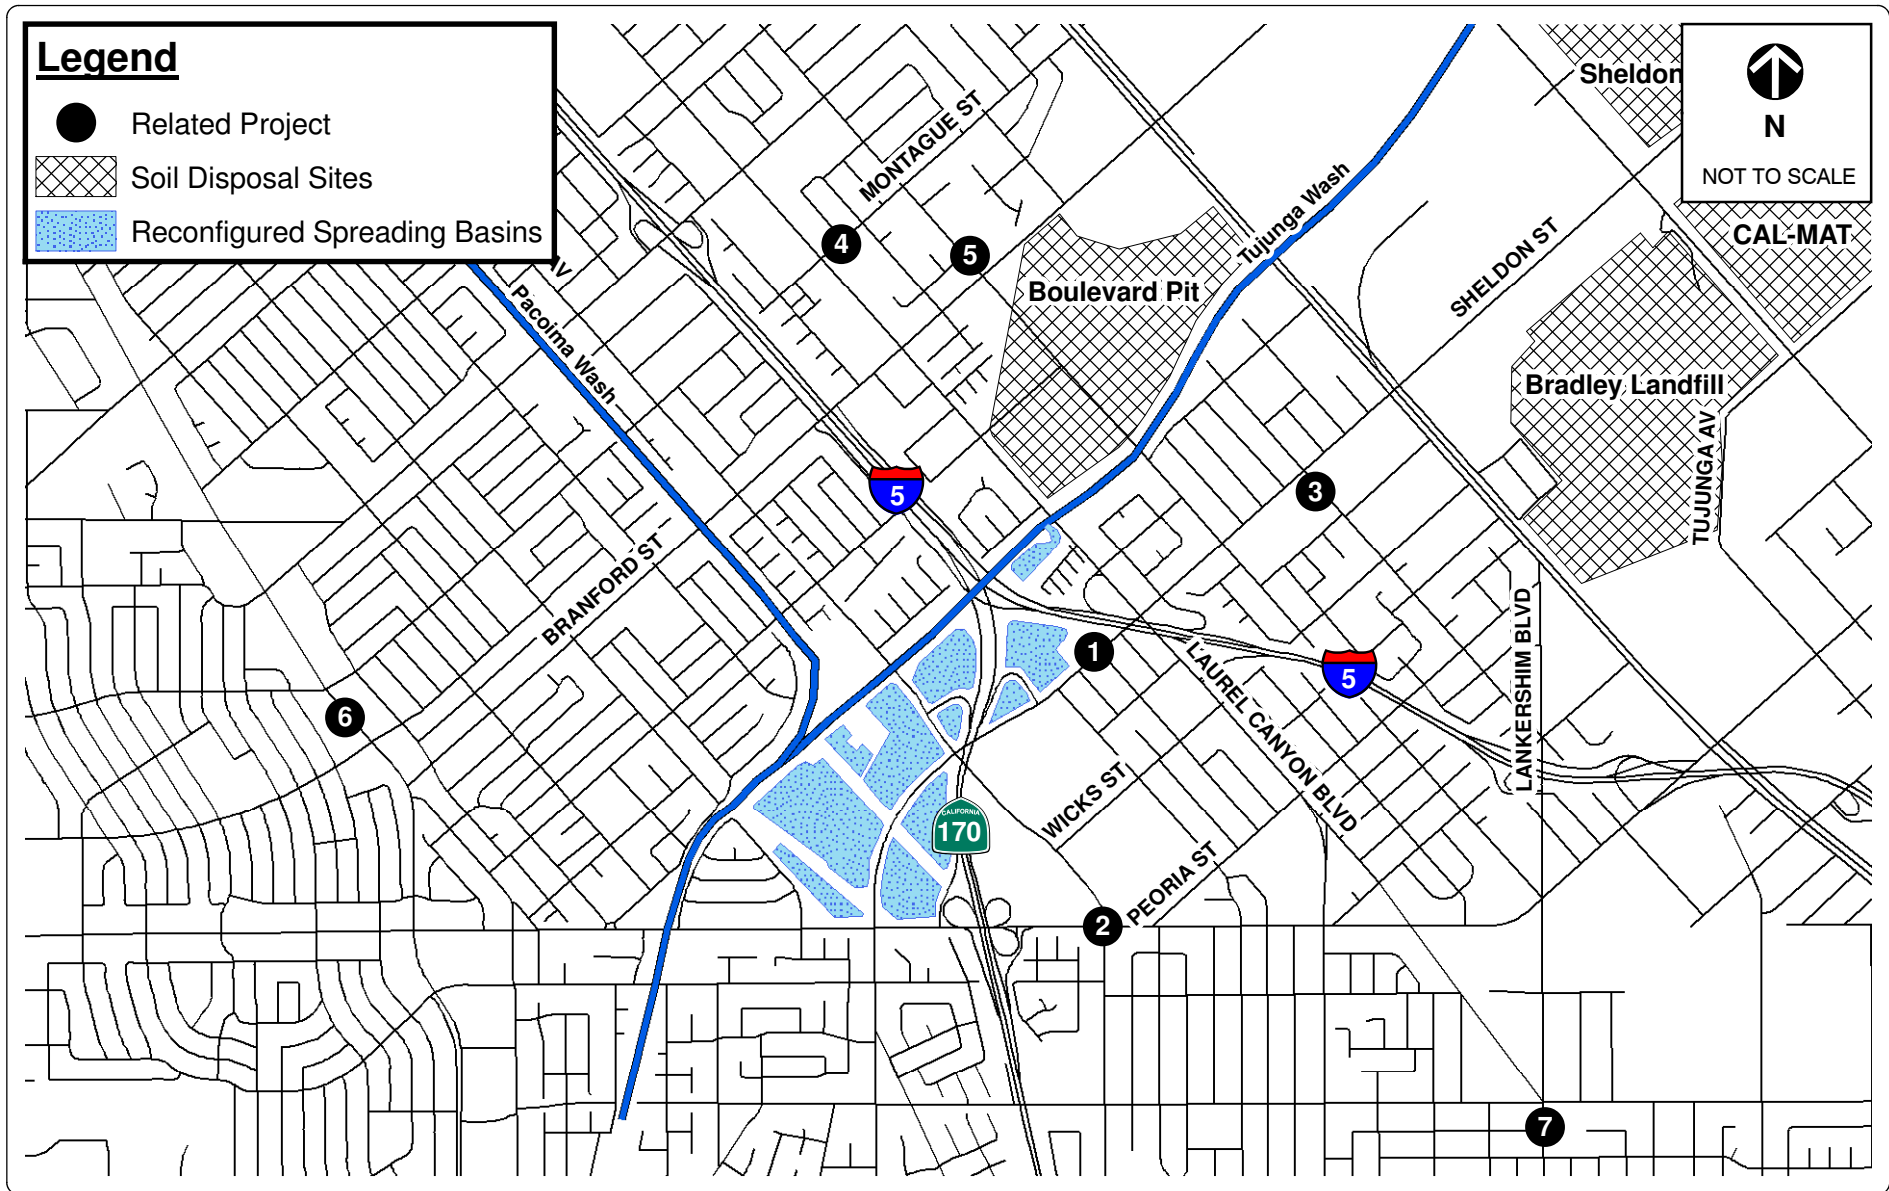 Legend
Related Project
Soil Disposal Sites
Reconfigured Spreading Basins
N
NOT TO SCALE
Sheldon
CAL-MAT
MONTAGUE ST
Tujunga Wash
SHELDON ST
4
5
Boulevard Pit
AV
Pacoima Wash
Bradley Landfill
TUJUNGA AV
5
3
BRANFORD ST
1
LAUREL CANYON BLVD
5
LANKERSHIM BLVD
6
WICKS ST
CALIFORNIA
170
PEORIA ST
2
7